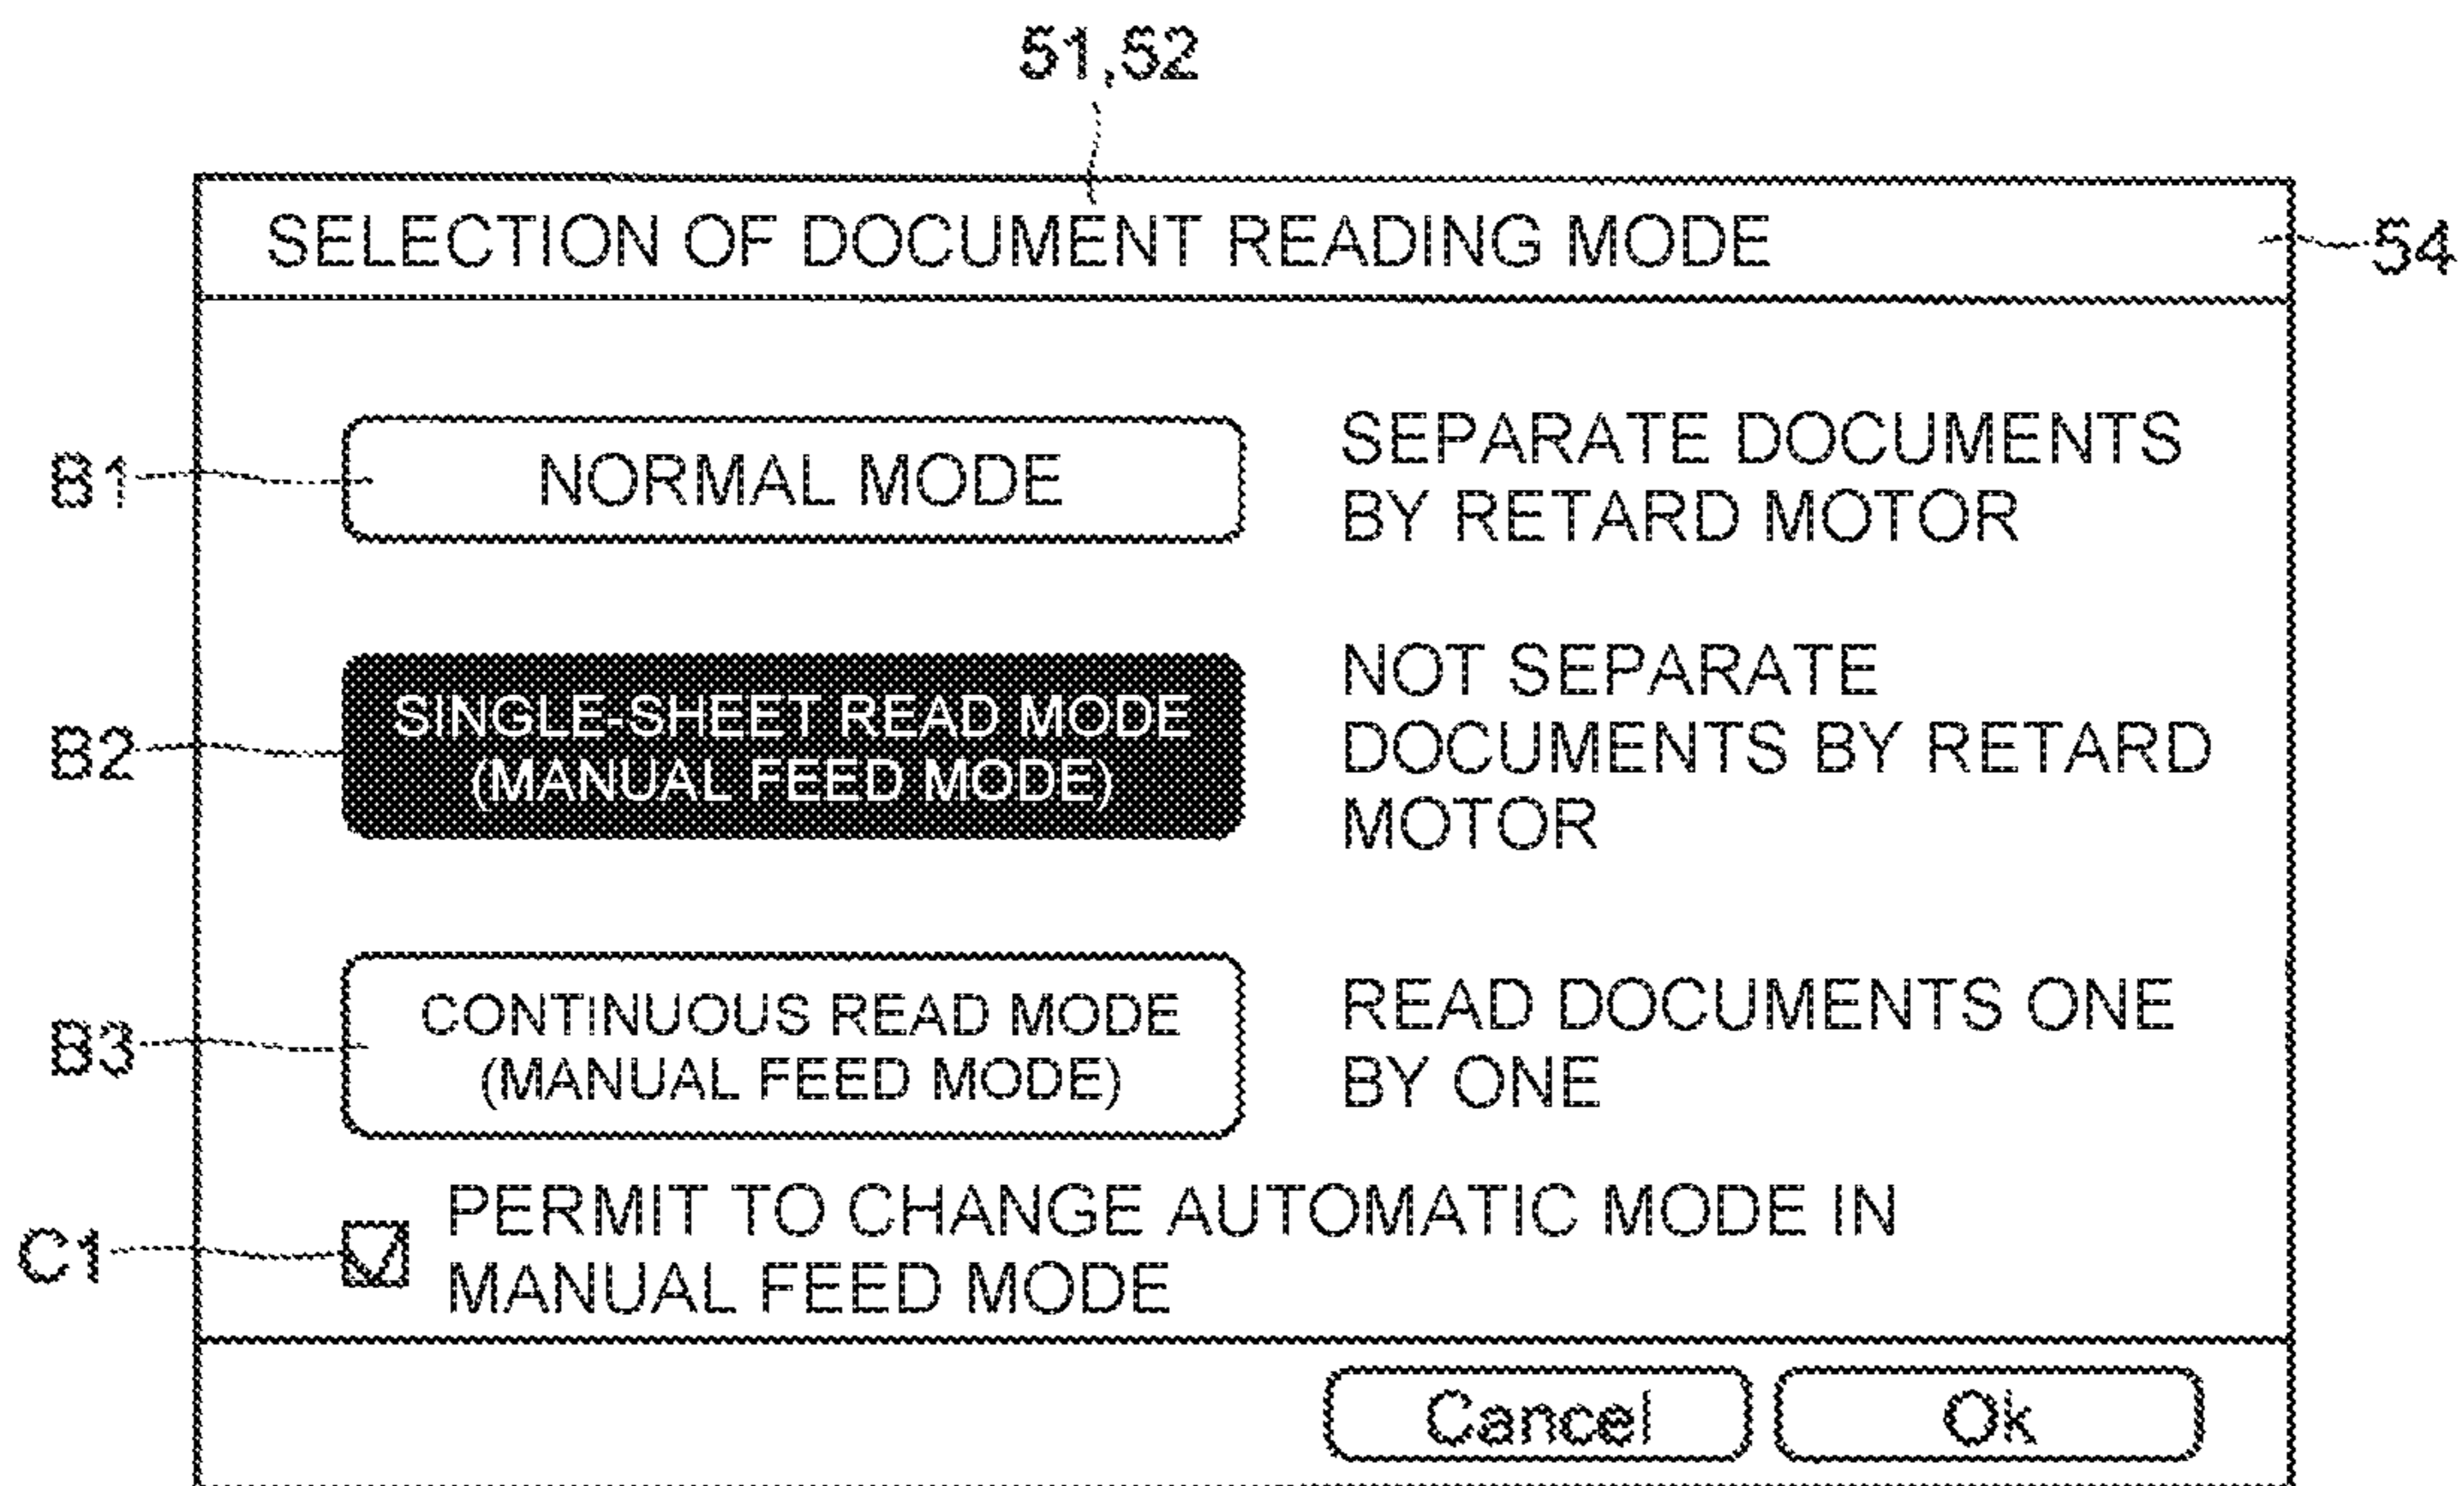 51,52
SELECTION OF DOCUMENT READING MODE
54
B1
NORMAL MODE
SEPARATE DOCUMENTS
BY RETARD MOTOR
B2
SINGLE-SHEET READ MODE
(MANUAL FEED MODE)
NOT SEPARATE
DOCUMENTS BY RETARD
MOTOR
B3
CONTINUOUS READ MODE
(MANUAL FEED MODE)
READ DOCUMENTS ONE
BY ONE
C1
PERMIT TO CHANGE AUTOMATIC MODE IN
MANUAL FEED MODE
Cancel
Ok